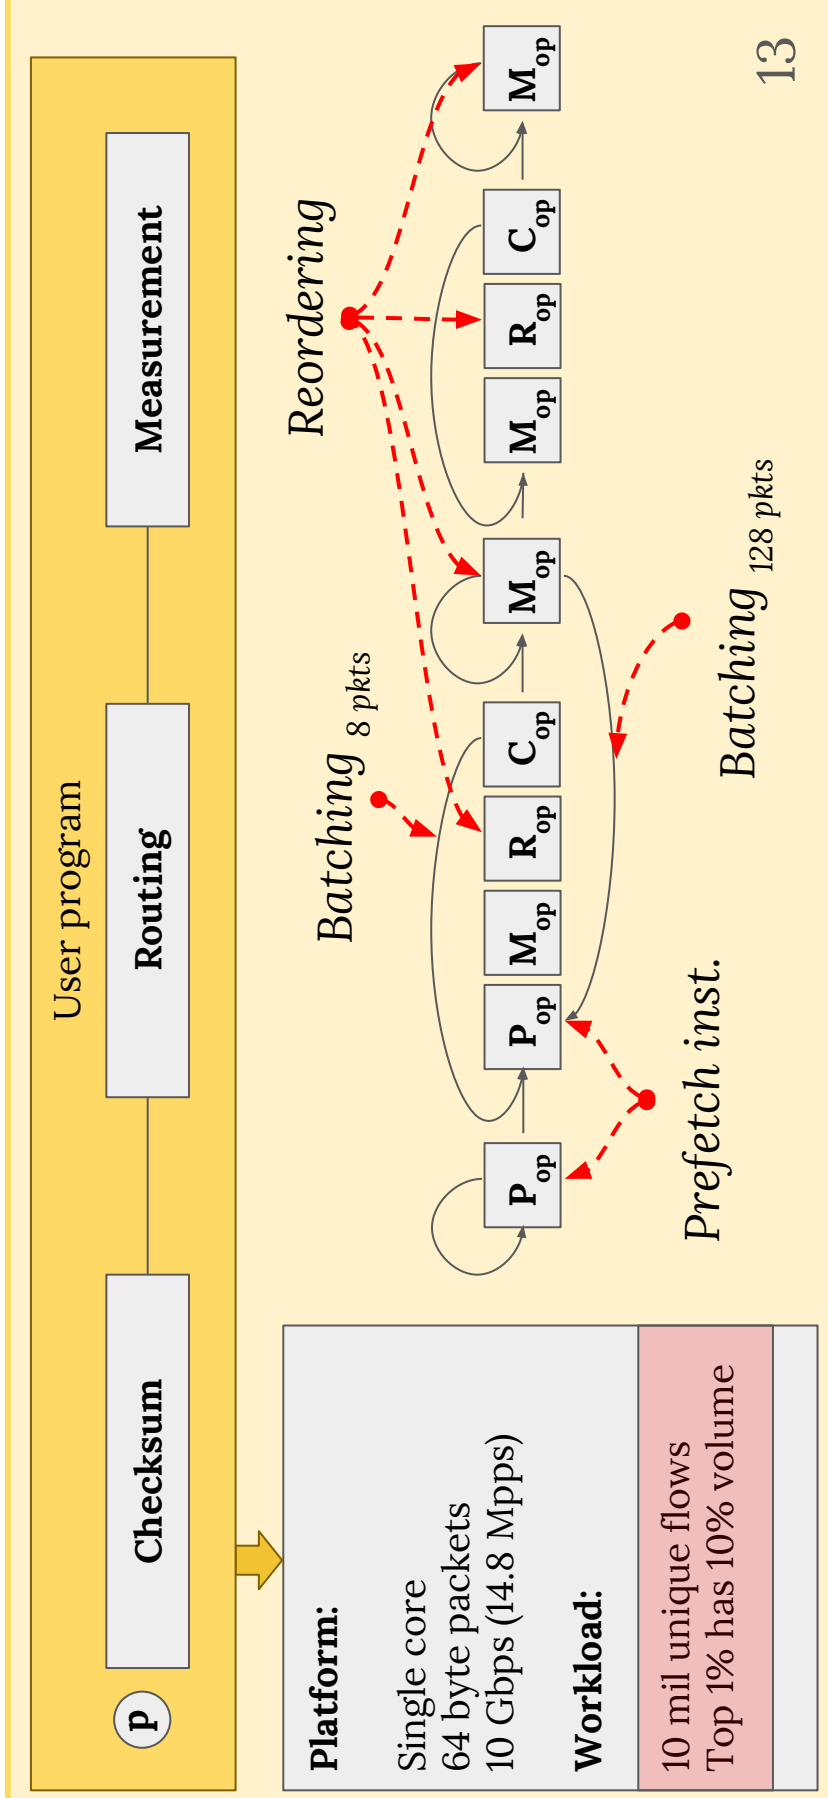 User program
p
Checksum
Routing
Measurement
Platform:
Single core
64 byte packets
10 Gbps (14.8 Mpps)
Workload:
10 mil unique flows
Top 1% has 10% volume
Batching 8 pkts
Reordering
Pop
Pop
Mop
Rop
Cop
Mop
Mop
Rop
Cop
Mop
Prefetch inst.
Batching 128 pkts
13